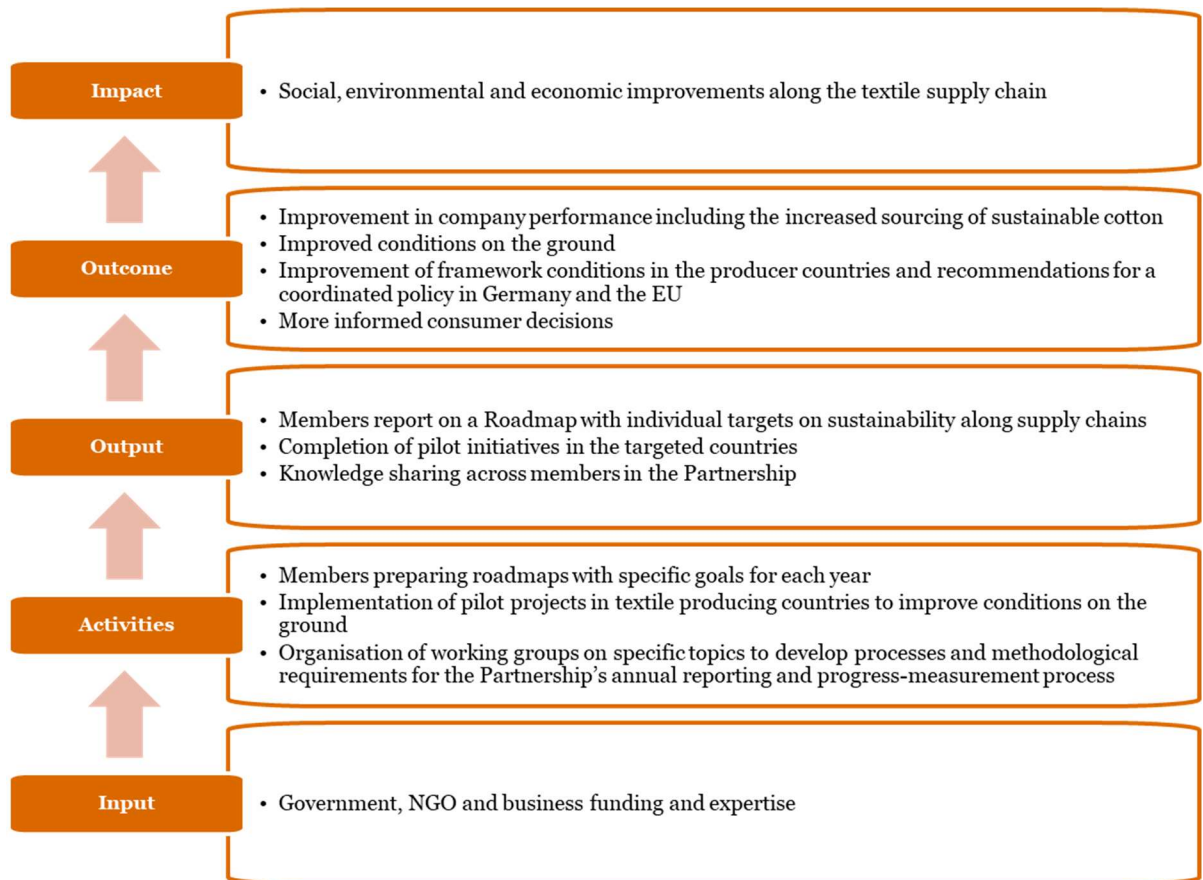 Impact
• Social, environmental and economic improvements along the textile supply chain
Outcome
• Improvement in company performance including the increased sourcing of sustainable cotton
• Improved conditions on the ground
• Improvement of framework conditions in the producer countries and recommendations for a
coordinated policy in Germany and the EU
• More informed consumer decisions
Output
• Members report on a Roadmap with individual targets on sustainability along supply chains
• Completion of pilot initiatives in the targeted countries
• Knowledge sharing across members in the Partnership
Activities
• Members preparing roadmaps with specific goals for each year
• Implementation of pilot projects in textile producing countries to improve conditions on the
ground
• Organisation of working groups on specific topics to develop processes and methodological
requirements for the Partnership’s annual reporting and progress-measurement process
Input
• Government, NGO and business funding and expertise